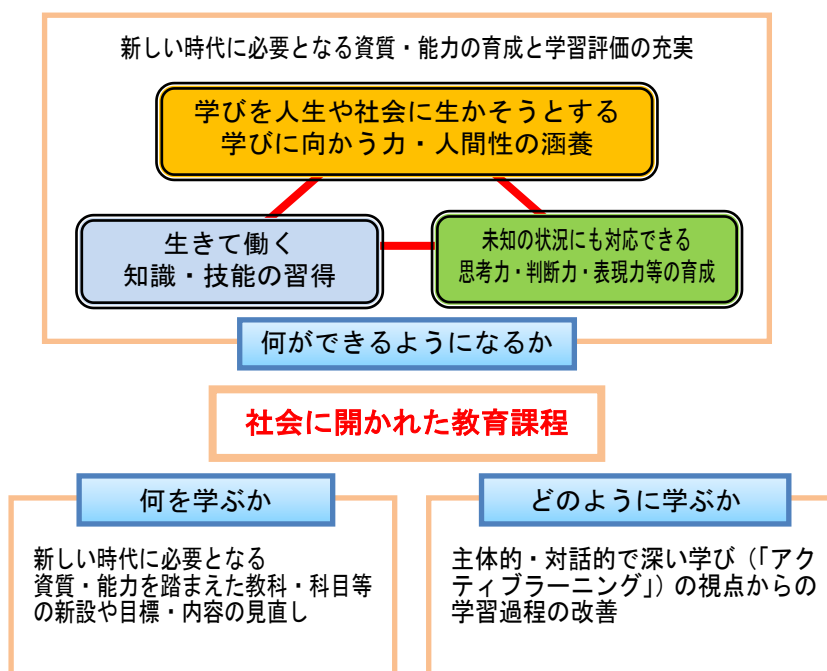 新しい時代に必要となる資質・能力の育成と学習評価の充実
学びを人生や社会に生かそうとする
学びに向かう力・人間性の涵養
生きて働く
知識・技能の習得
未知の状況にも対応できる
思考力・判断力・表現力等の育成
何ができるようになるか
社会に開かれた教育課程
何を学ぶか
新しい時代に必要となる
資質・能力を踏まえた教科・科目等
の新設や目標・内容の見直し
どのように学ぶか
主体的・対話的で深い学び（「アク
ティブラーニング」）の視点からの
学習過程の改善